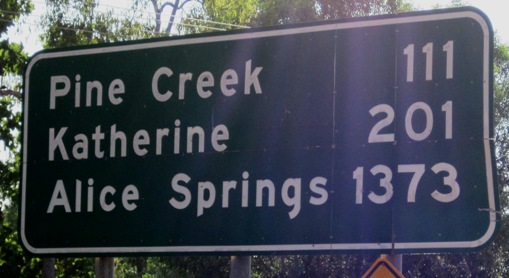 Pine Creek 111
Katherine 201
Alice Springs 1373